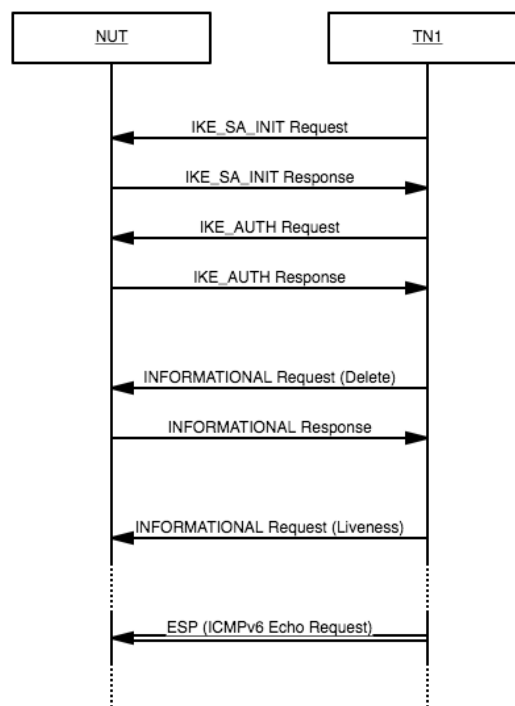 NUT
TN1
IKE_SA_INIT Request
IKE_SA_INIT Response
IKE_AUTH Request
IKE_AUTH Response
INFORMATIONAL Request (Delete)
INFORMATIONAL Response
INFORMATIONAL Request (Liveness)
ESP (ICMPv6 Echo Request)